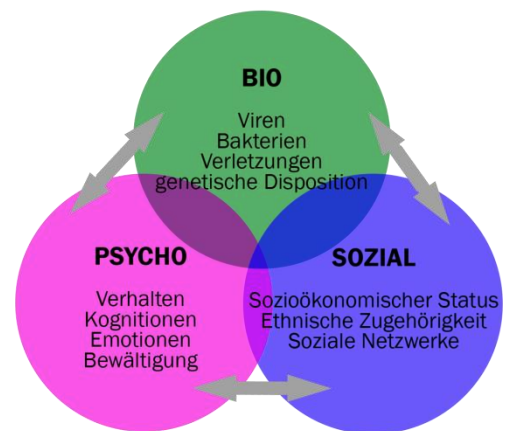 BIO
Viren
Bakterien
Verletzungen
genetische Disposition
PSYCHO
Verhalten
Kognitionen
Emotionen
Bewältigung
SOZIAL
Sozioökonomischer Status
Ethnische Zugehörigkeit
Soziale Netzwerke